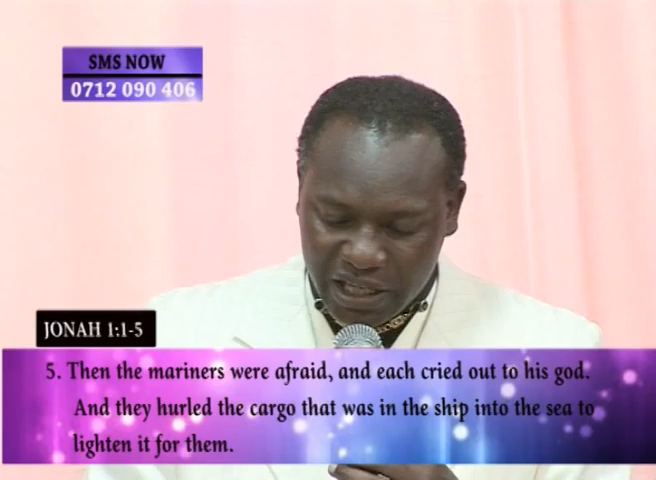 SMS NOW
0712 090 406
JONAH 1:1-5
5. Then the mariners were afraid, and each cried out to his god.
And they hurled the cargo that was in the ship into the sea to
lighten it for them.